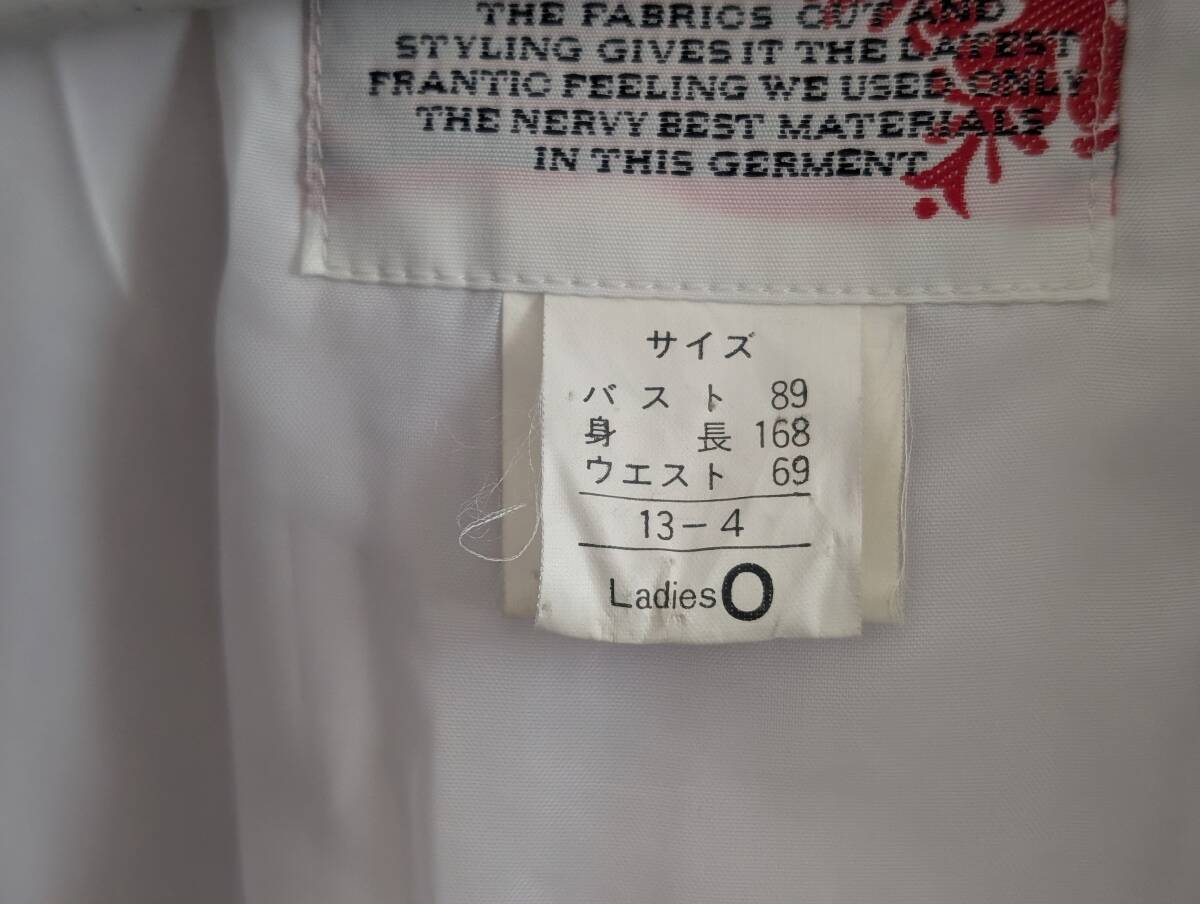 THE FABRICS CUT AND
STYLING GIVES IT THE LATEST
FRANTIC FEELING WE USED ONLY
THE NERVY BEST MATERIALS
IN THIS GERMENT
サイズ
バスト 89
身長 168
ウエスト 69
13-4
Ladies O